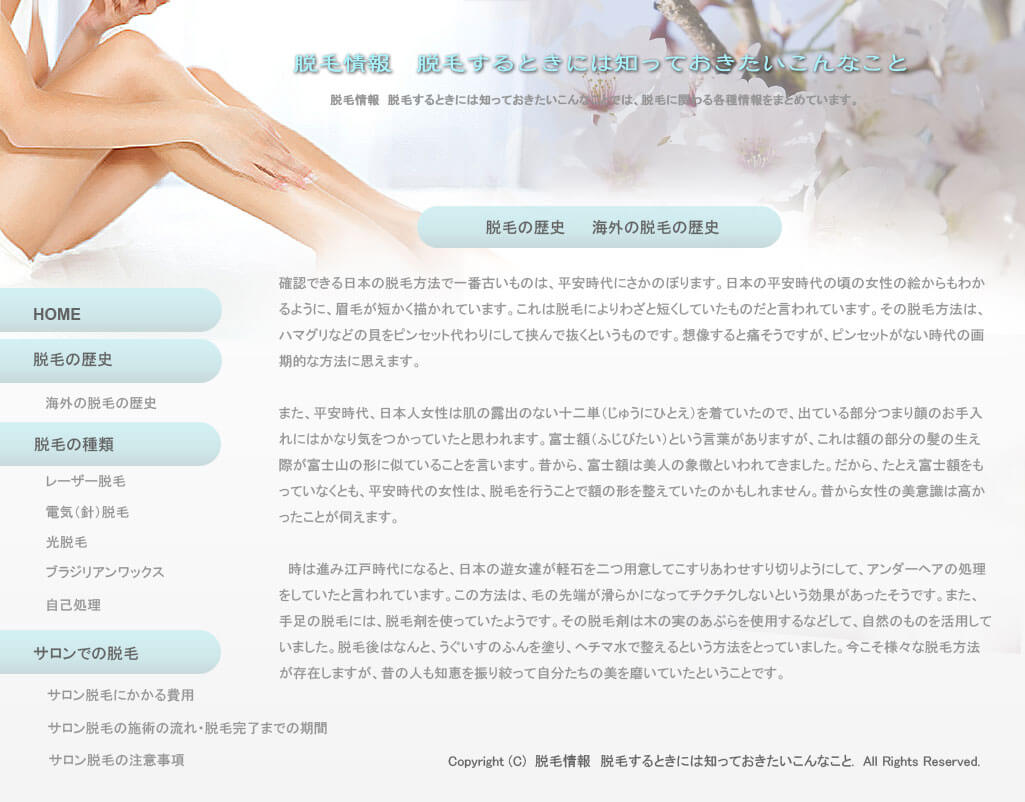 脱毛情報　脱毛するときには知っておきたいこんなこと
脱毛情報　脱毛するときには知っておきたいこんなことでは、脱毛に関わる各種情報をまとめています。
脱毛の歴史　海外の脱毛の歴史
HOME
脱毛の歴史
海外の脱毛の歴史
脱毛の種類
レーザー脱毛
電気（針）脱毛
光脱毛
ブラジリアンワックス
自己処理
サロンでの脱毛
サロン脱毛にかかる費用
サロン脱毛の施術の流れ・脱毛完了までの期間
サロン脱毛の注意事項
確認できる日本の脱毛方法で一番古いものは、平安時代にさかのぼります。日本の平安時代の頃の女性の絵からもわか
るように、眉毛が短かく描かれています。これは脱毛によりわざと短くしていたものだと言われています。その脱毛方法は、
ハマグリなどの貝をピンセット代わりにして挟んで抜くというものです。想像すると痛そうですが、ピンセットがない時代の画
期的な方法に思えます。
また、平安時代、日本人女性は肌の露出のない十二単（じゅうにひとえ）を着ていたので、出ている部分つまり顔のお手入
れにはかなり気をつかっていたと思われます。富士額（ふじびたい）という言葉がありますが、これは額の部分の髪の生え
際が富士山の形に似ていることを言います。昔から、富士額は美人の象徴といわれてきました。だから、たとえ富士額をも
っていなくとも、平安時代の女性は、脱毛を行うことで額の形を整えていたのかもしれません。昔から女性の美意識は高か
ったことが伺えます。
時は進み江戸時代になると、日本の遊女達が軽石を二つ用意してこすりあわせすり切りようにして、アンダーヘアの処理
をしていたと言われています。この方法は、毛の先端が滑らかになってチクチクしないという効果があったそうです。また、
手足の脱毛には、脱毛剤を使っていたようです。その脱毛剤は木の実のあぶらを使用するなどして、自然のものを活用して
いました。脱毛後はなんと、うぐいすのふんを塗り、ヘチマ水で整えるという方法をとっていました。今こそ様々な脱毛方法
が存在しますが、昔の人も知恵を振り絞って自分たちの美を磨いていたということです。
Copyright (C) 脱毛情報　脱毛するときには知っておきたいこんなこと. All Rights Reserved.